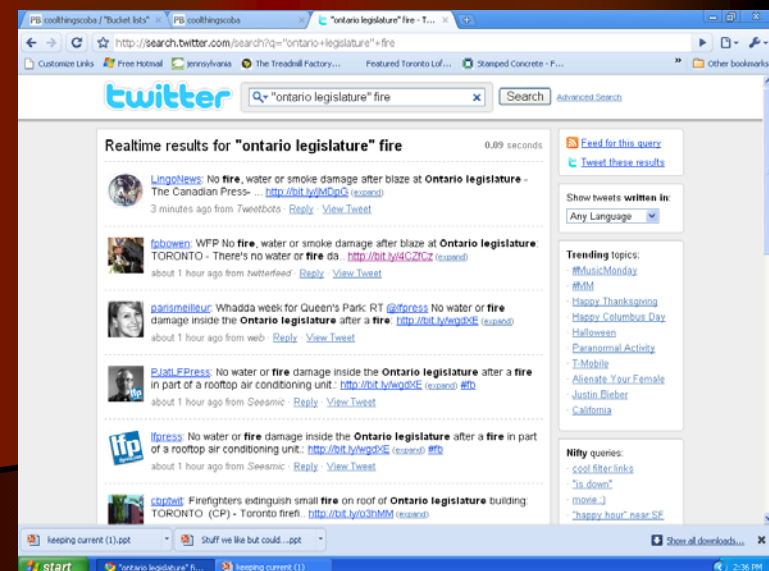 PB coolthingscoba / "Bucket lists"
PB coolthingscoba
"ontario legislature" fire - T...
http://search.twitter.com/search?q="ontario+legislature"+fire
Customize Links Free Hotmail jennsylvania The Treadmill Factory... Featured Toronto Lof... Stamped Concrete - F... » Other bookmarks
twitter
"ontario legislature" fire
Search
Advanced Search
Realtime results for "ontario legislature" fire
0.09 seconds
LingoNews: No fire, water or smoke damage after blaze at Ontario legislature -
The Canadian Press- ... http://bit.ly/jMDpG (expand)
3 minutes ago from Tweetbots · Reply · View Tweet
fpbowen: WFP No fire, water or smoke damage after blaze at Ontario legislature:
TORONTO - There's no water or fire da.. http://bit.ly/4CZfCz (expand)
about 1 hour ago from twitterfeed · Reply · View Tweet
parismeilleur: Whadda week for Queen's Park: RT @lfpress No water or fire
damage inside the Ontario legislature after a fire: http://bit.ly/wgdXE (expand)
about 1 hour ago from web · Reply · View Tweet
PJatLFPress: No water or fire damage inside the Ontario legislature after a fire
in part of a rooftop air conditioning unit.: http://bit.ly/wgdXE (expand) #fb
about 1 hour ago from Seesmic · Reply · View Tweet
lfp
lfpress: No water or fire damage inside the Ontario legislature after a fire in part
of a rooftop air conditioning unit.: http://bit.ly/wgdXE (expand) #fb
about 1 hour ago from Seesmic · Reply · View Tweet
cbptwit: Firefighters extinguish small fire on roof of Ontario legislature building:
TORONTO (CP) - Toronto firefi.. http://bit.ly/o3hMM (expand)
Feed for this query
Tweet these results
Show tweets written in:
Any Language
Trending topics:
· #MusicMonday
· #MM
· Happy Thanksgiving
· Happy Columbus Day
· Halloween
· Paranormal Activity
· T-Mobile
· Alienate Your Female
· Justin Bieber
· California
Nifty queries:
· cool filter:links
· "is down"
· movie :)
· "happy hour" near:SF
keeping current (1).ppt
Stuff we like but could....ppt
Show all downloads...
start
"ontario legislature" fi...
keeping current (1)
2:36 PM